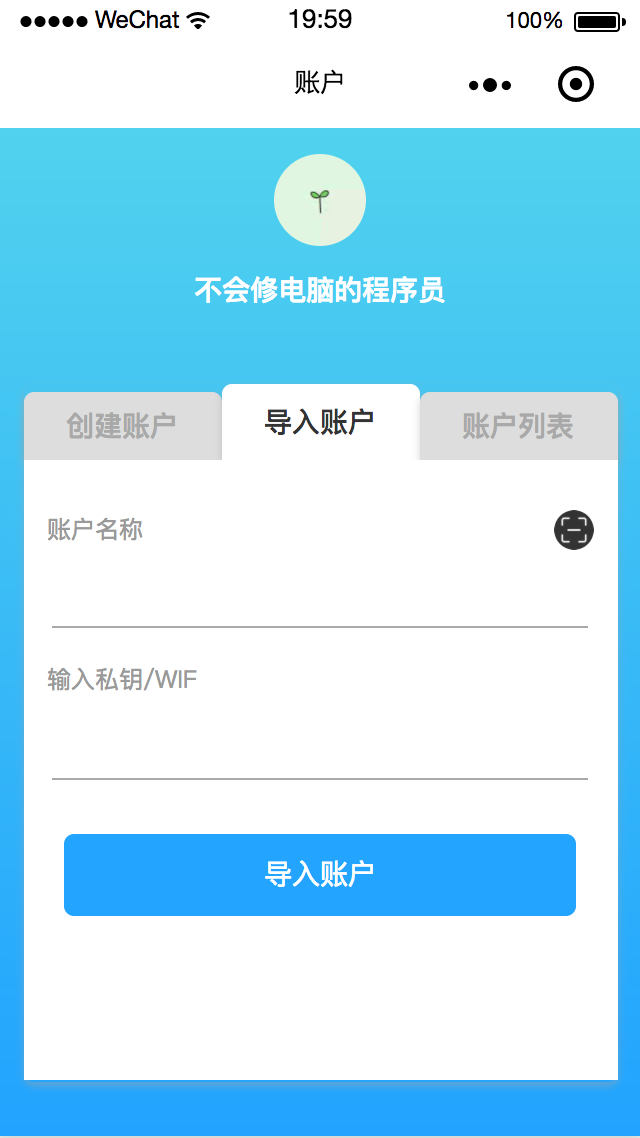 WeChat 19:59 100%
账户
不会修电脑的程序员
创建账户 导入账户 账户列表
账户名称
输入私钥/WIF
导入账户